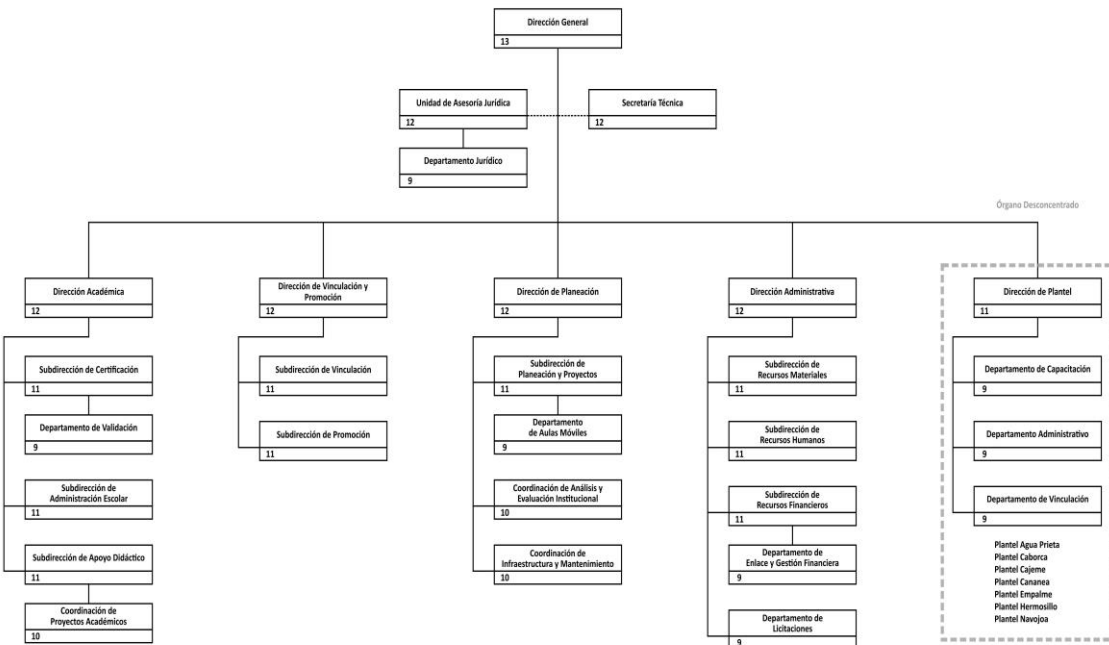 Dirección General
13
Unidad de Asesoría Jurídica
12
Secretaría Técnica
12
Departamento Jurídico
9
Órgano Desconcentrado
Dirección Académica
12
Subdirección de Certificación
11
Departamento de Validación
9
Subdirección de
Administración Escolar
11
Subdirección de Apoyo Didáctico
11
Coordinación de
Proyectos Académicos
10
Dirección de Vinculación y
Promoción
12
Subdirección de Vinculación
11
Subdirección de Promoción
11
Dirección de Planeación
12
Subdirección de
Planeación y Proyectos
11
Departamento
de Aulas Móviles
9
Coordinación de Análisis y
Evaluación Institucional
10
Coordinación de
Infraestructura y Mantenimiento
10
Dirección Administrativa
12
Subdirección de
Recursos Materiales
11
Subdirección de
Recursos Humanos
11
Subdirección de
Recursos Financieros
11
Departamento de
Enlace y Gestión Financiera
9
Departamento de
Licitaciones
9
Dirección de Plantel
11
Departamento de Capacitación
9
Departamento Administrativo
9
Departamento de Vinculación
9
Plantel Agua Prieta
Plantel Caborca
Plantel Cajeme
Plantel Cananea
Plantel Empalme
Plantel Hermosillo
Plantel Navojoa